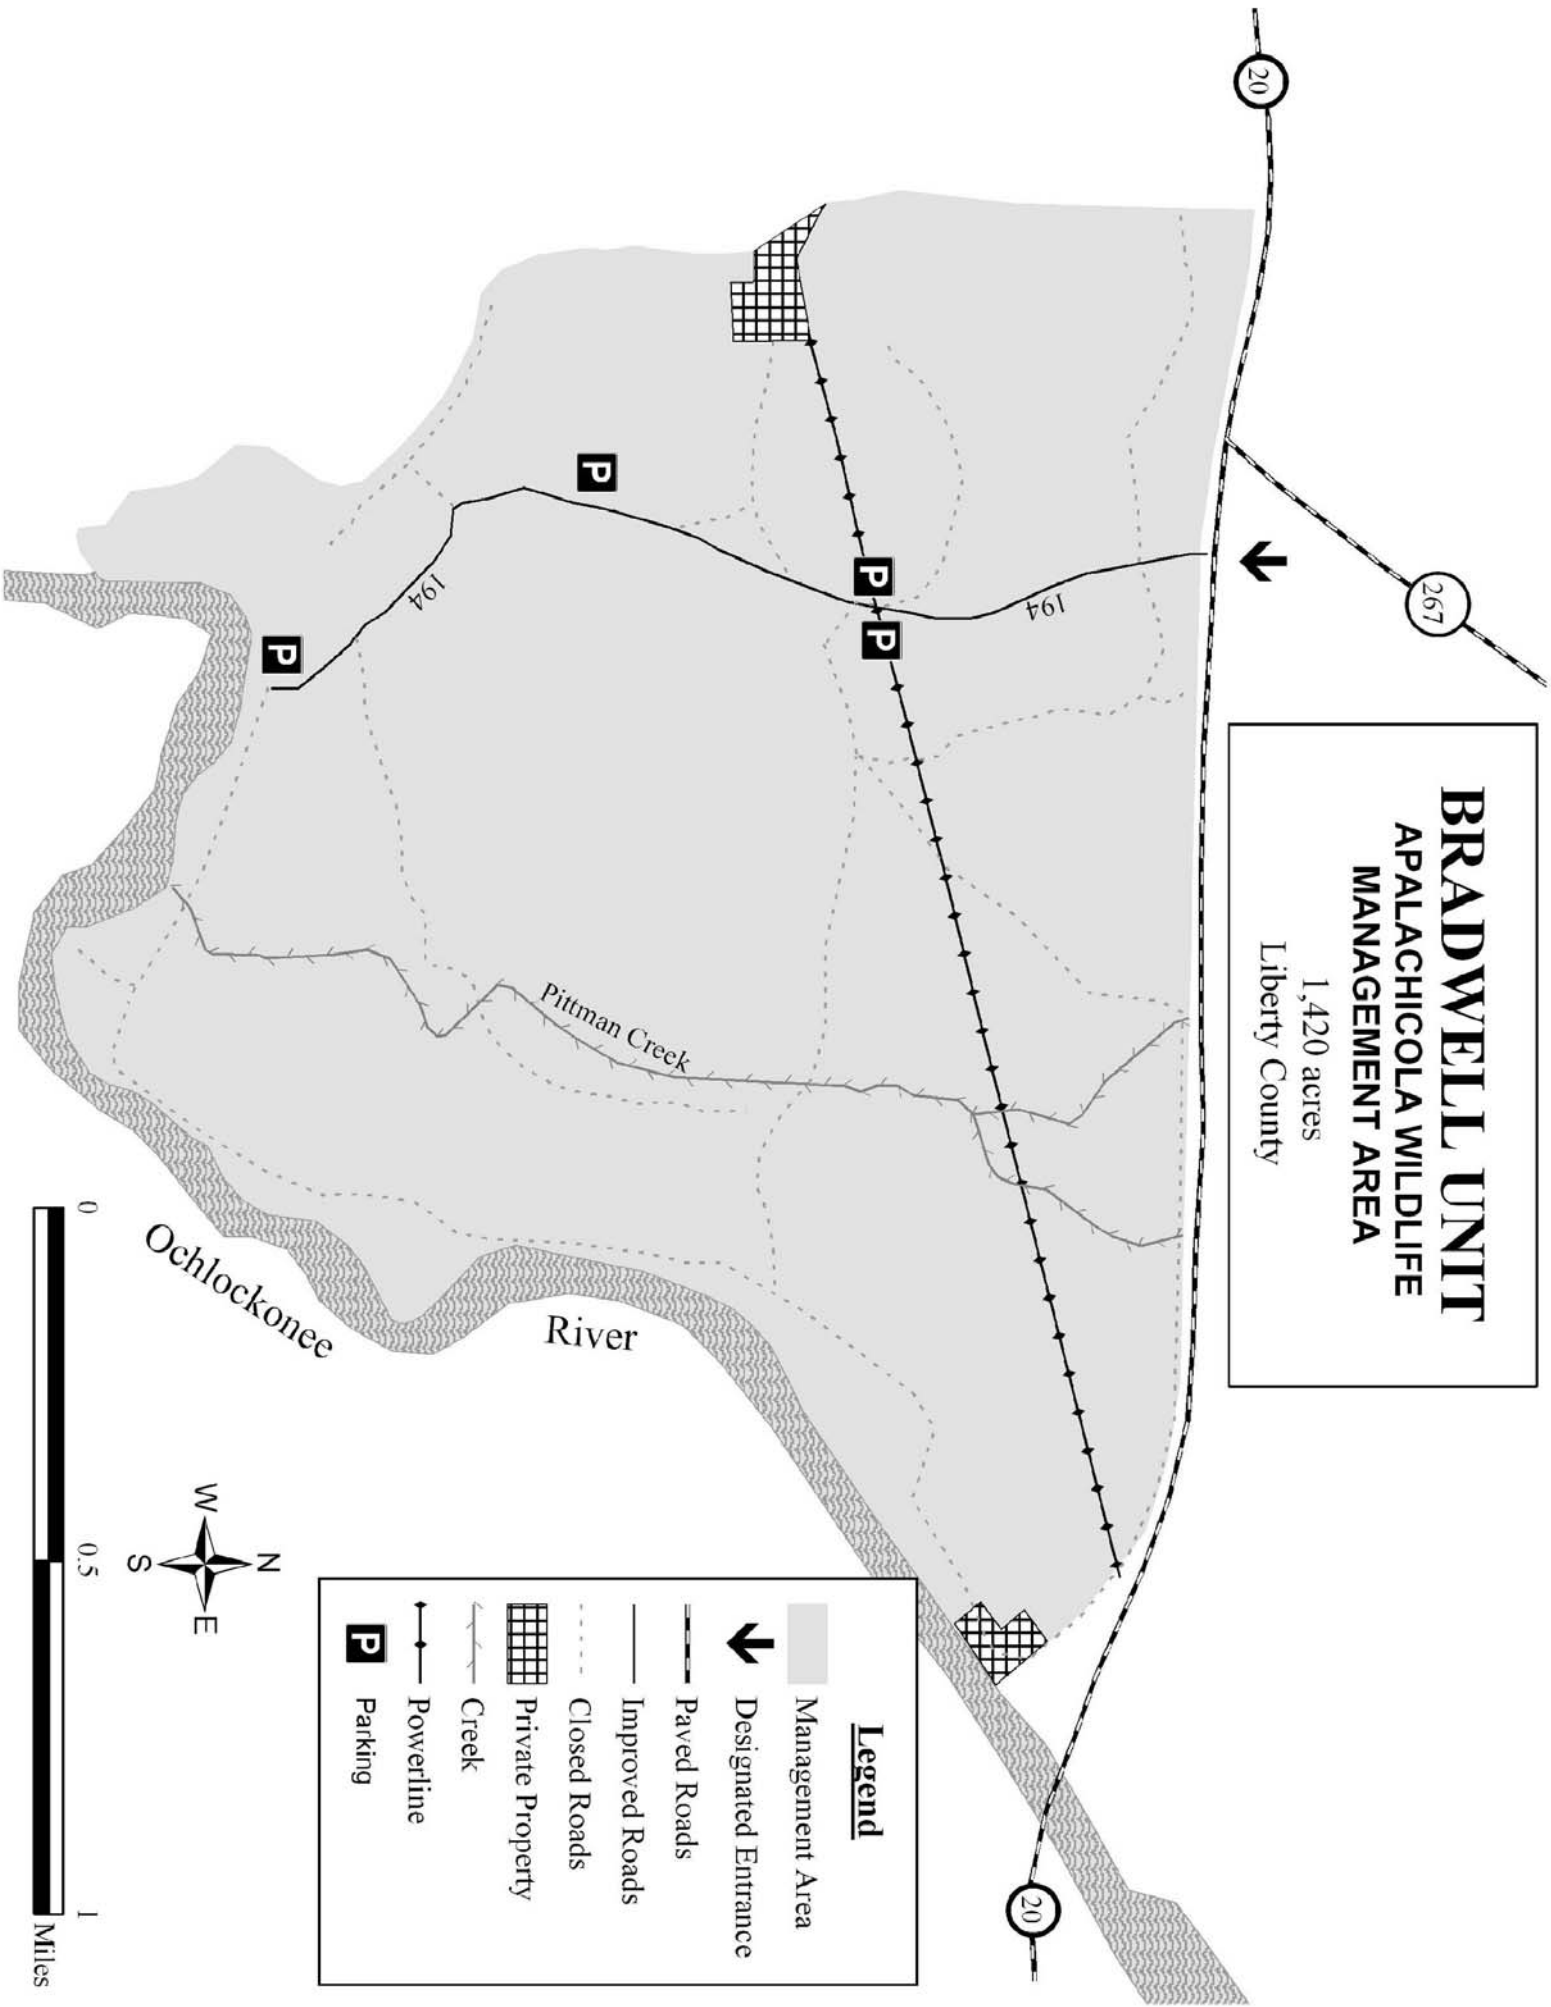 BRADWELL UNIT
APALACHICOLA WILDLIFE
MANAGEMENT AREA
1,420 acres
Liberty County
20
267
194
P
P
P
194
P
Pittman Creek
20
Ochlockonee
River
Legend
Management Area
Designated Entrance
Paved Roads
Improved Roads
Closed Roads
Private Property
Creek
Powerline
P Parking
N
W E
S
0 0.5 1
Miles